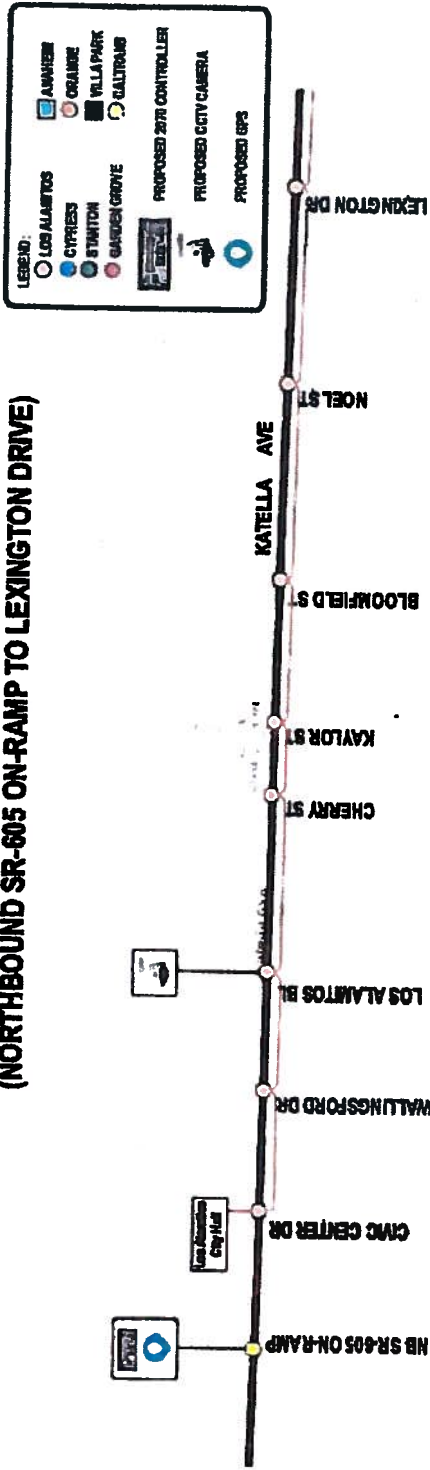 (NORTHBOUND SR-605 ON-RAMP TO LEXINGTON DRIVE)
LEGEND:
LOS ALAMITOS
CYPRESS
STANTON
GARDEN GROVE
ANAHEIM
ORANGE
VILLA PARK
CALTRANS
PROPOSED 2070 CONTROLLER
PROPOSED CCTV CAMERA
PROPOSED GPS
KATELLA AVE
Los Alamitos
City Hall
NB SR-605 ON-RAMP
CIVIC CENTER DR
WALLINGSFORD DR
LOS ALAMITOS BL
CHERRY ST
KAYLOR ST
BLOOMFIELD ST
NOEL ST
LEXINGTON DR